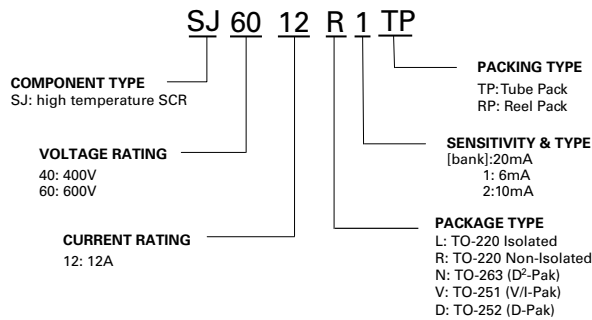 SJ 60 12 R 1 TP
COMPONENT TYPE
SJ: high temperature SCR
VOLTAGE RATING
40: 400V
60: 600V
CURRENT RATING
12: 12A
PACKING TYPE
TP: Tube Pack
RP: Reel Pack
SENSITIVITY & TYPE
[bank]:20mA
1: 6mA
2:10mA
PACKAGE TYPE
L: TO-220 Isolated
R: TO-220 Non-Isolated
N: TO-263 (D²-Pak)
V: TO-251 (V/I-Pak)
D: TO-252 (D-Pak)